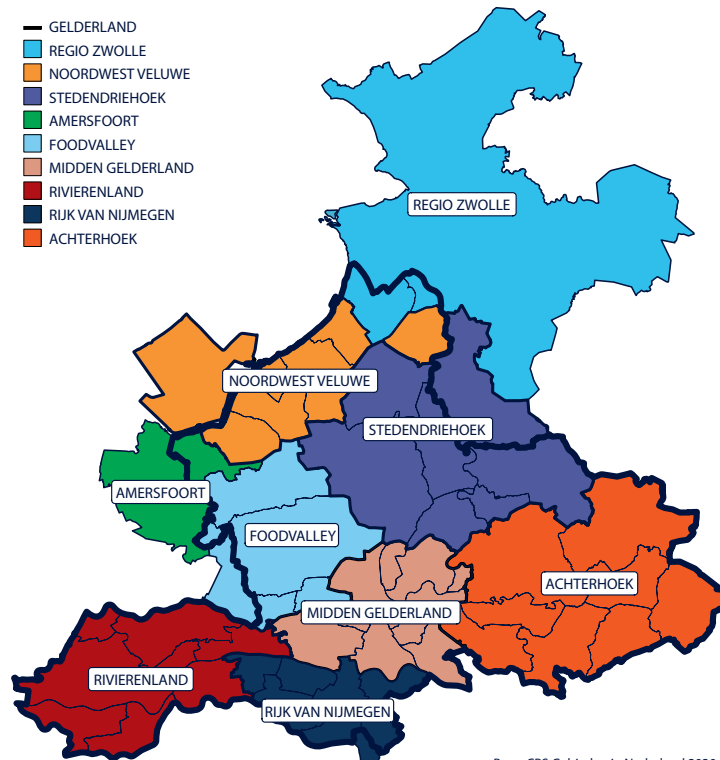 GELDERLAND
REGIO ZWOLLE
NOORDWEST VELUWE
STEDENDRIEHOEK
AMERSFOORT
FOODVALLEY
MIDDEN GELDERLAND
RIVIERENLAND
RIJK VAN NIJMEGEN
ACHTERHOEK
REGIO ZWOLLE
NOORDWEST VELUWE
STEDENDRIEHOEK
AMERSFOORT
FOODVALLEY
ACHTERHOEK
MIDDEN GELDERLAND
RIVIERENLAND
RIJK VAN NIJMEGEN